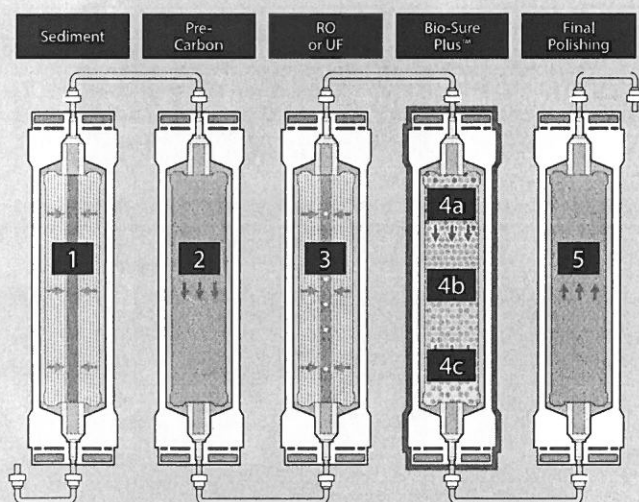 Sediment
Pre-
Carbon
RO
or UF
Bio-Sure
Plus™
Final
Polishing
1
2
3
4a
4b
4c
5